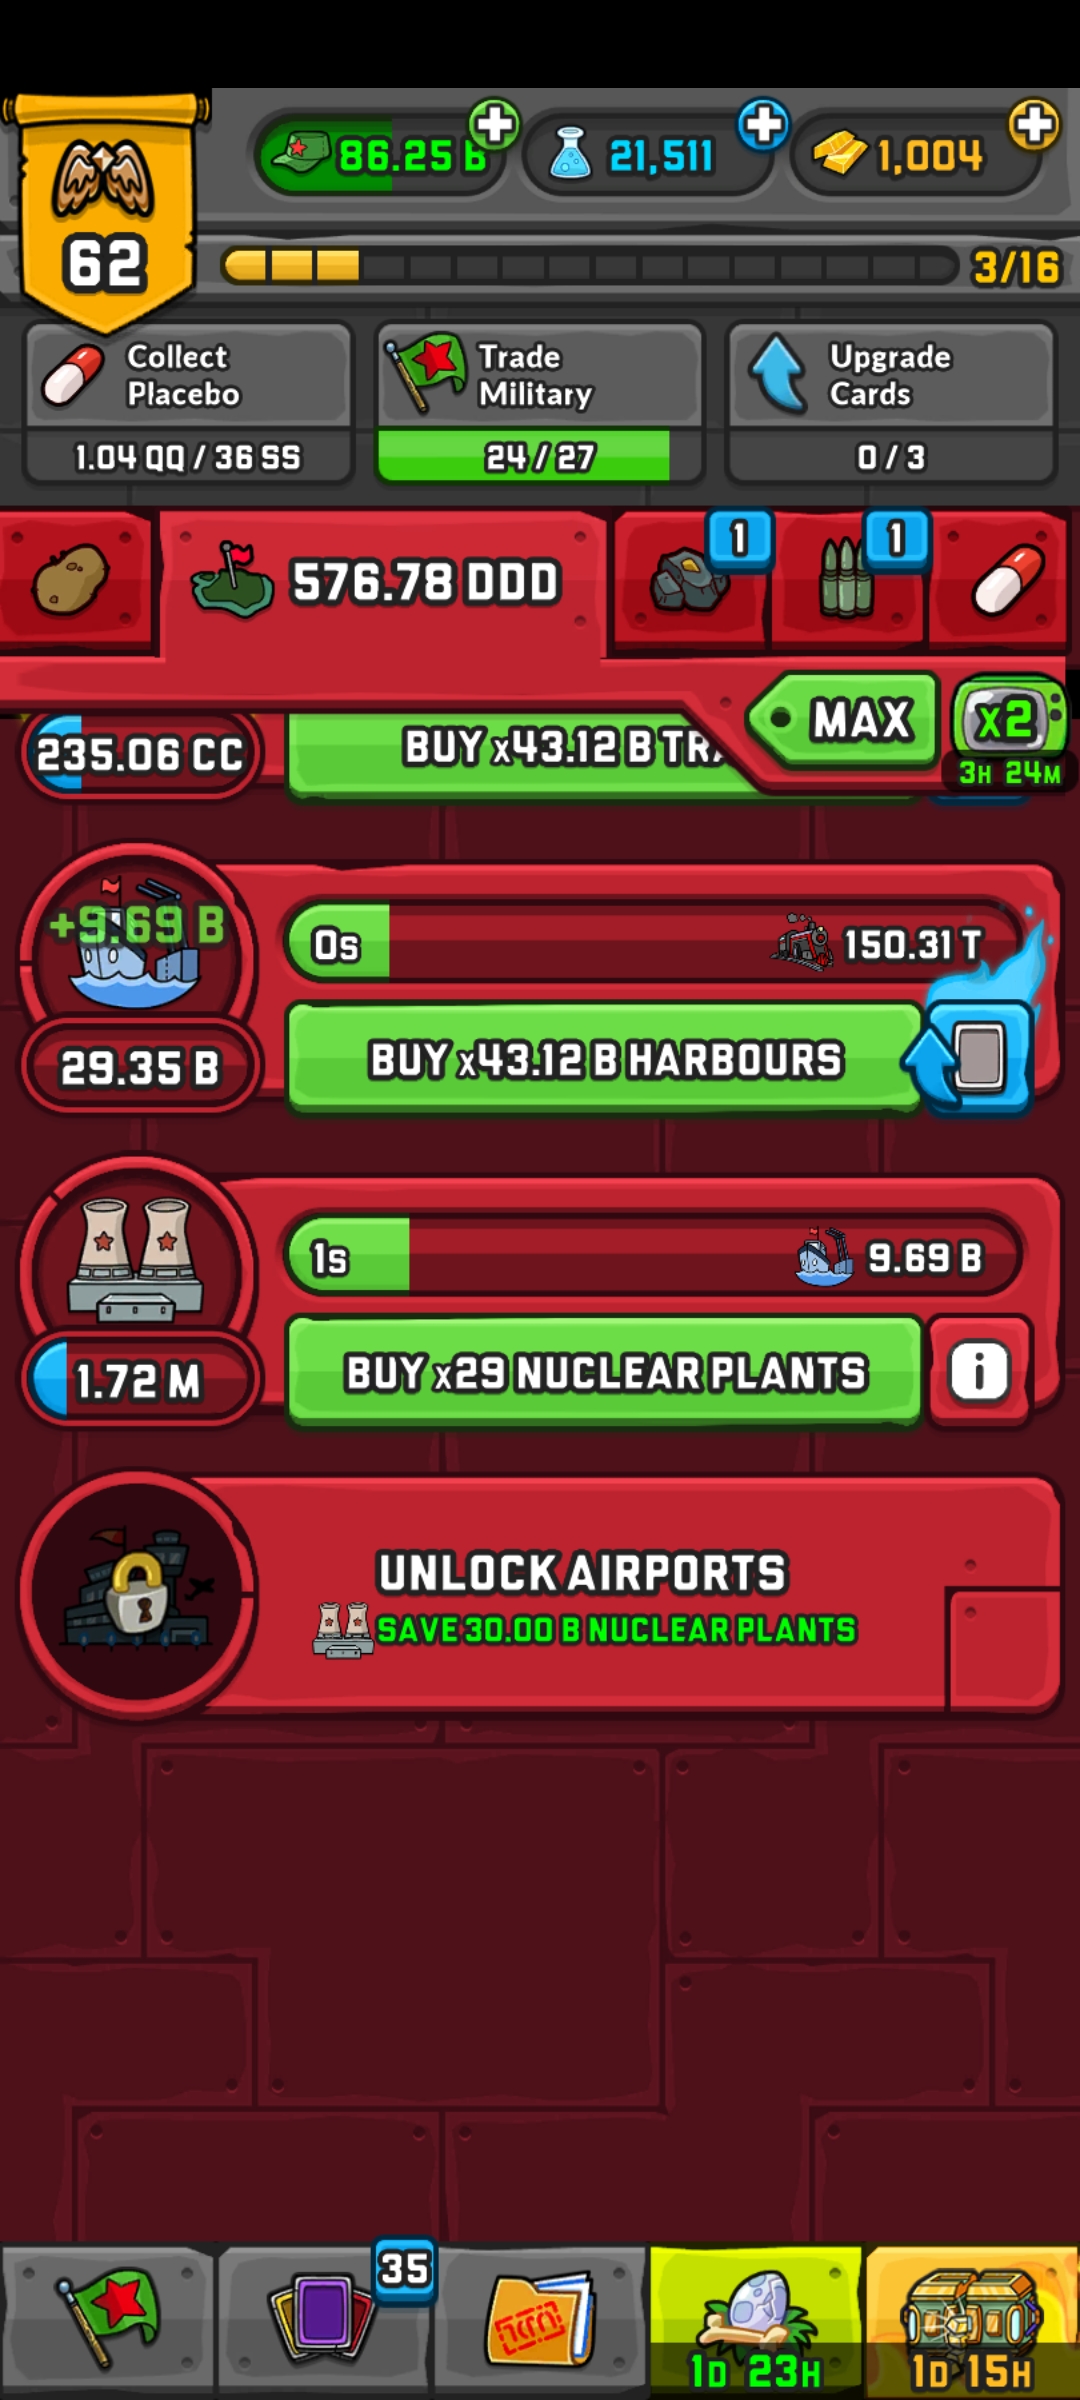 62
86.25 B
21,511
1,004
3/16
Collect
Placebo
1.04 QQ / 36 SS
Trade
Military
24 / 27
Upgrade
Cards
0 / 3
576.78 DDD
1
1
MAX
x2
3H 24M
235.06 CC
BUY x43.12 B TRA
+9.69 B
0s
150.31 T
29.35 B
BUY x43.12 B HARBOURS
1s
9.69 B
1.72 M
BUY x29 NUCLEAR PLANTS
i
UNLOCK AIRPORTS
SAVE 30.00 B NUCLEAR PLANTS
35
1D 23H
1D 15H